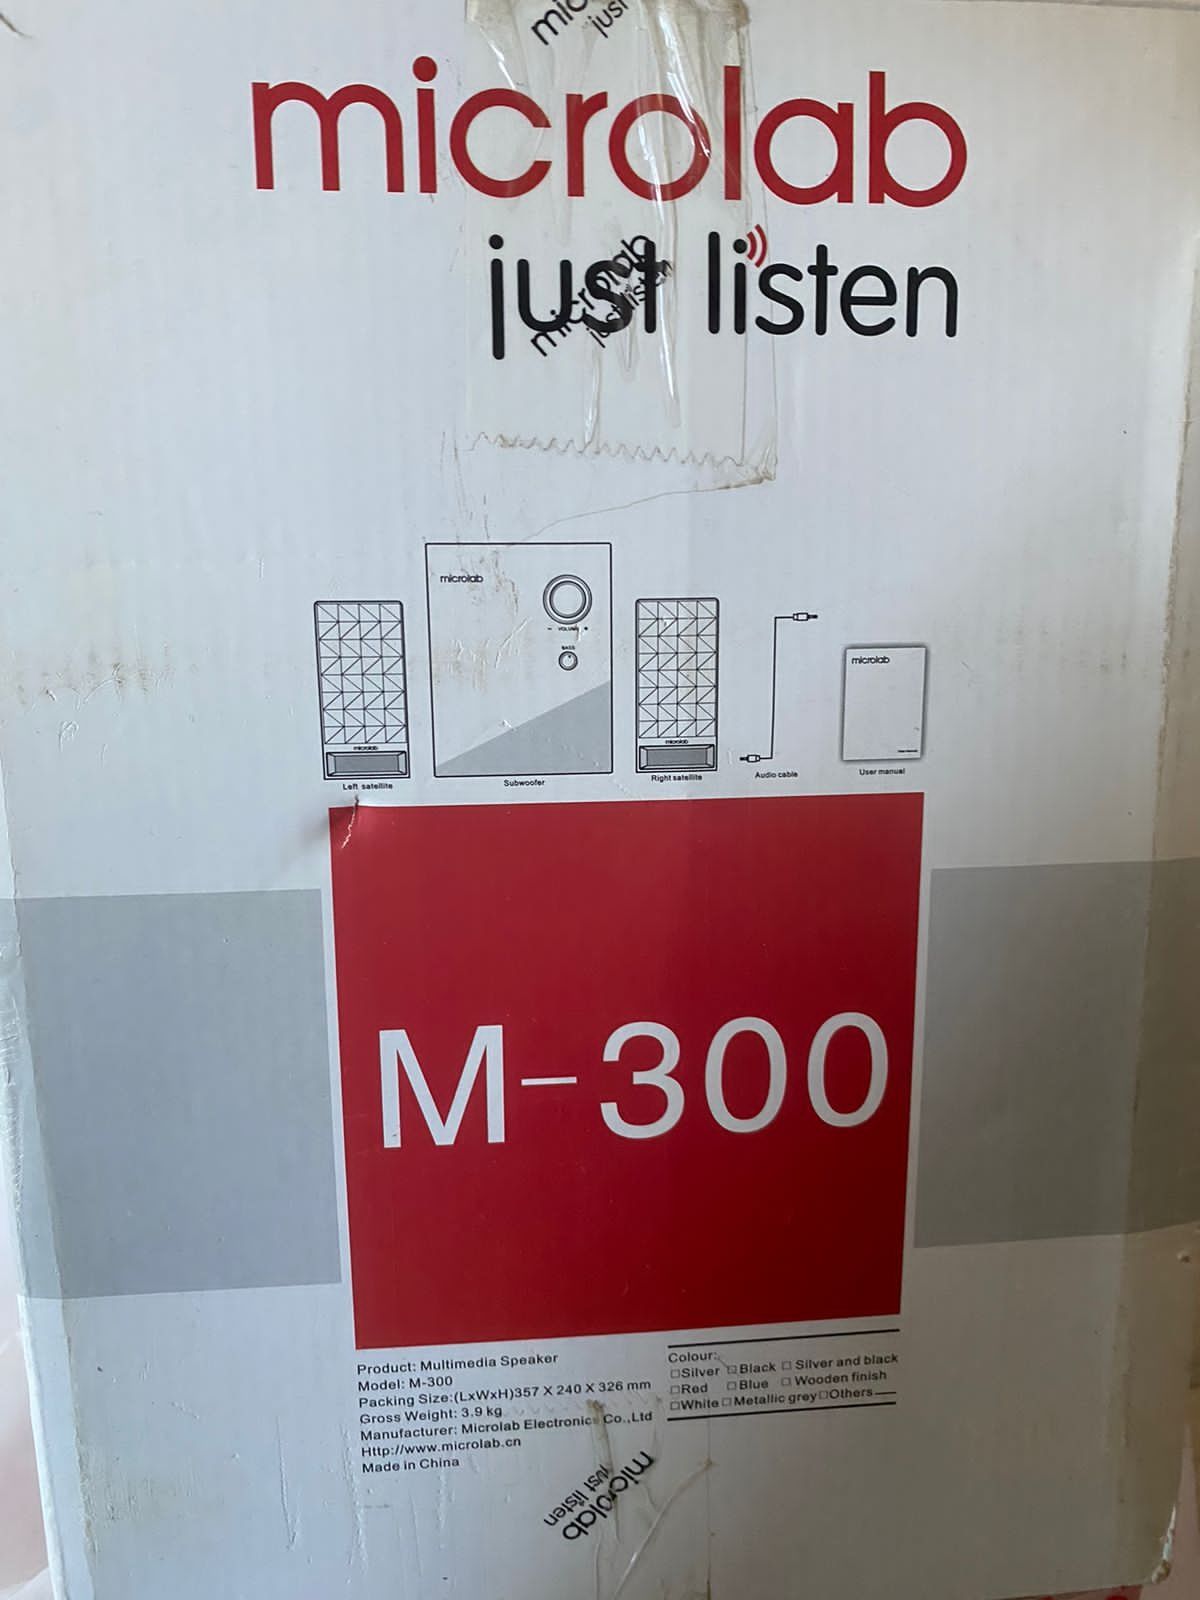 microlab
just listen
microlab
just listen
microlab
VOLUME
BASS
microlab
microlab
microlab
Left satellite
Subwoofer
Right satellite
Audio cable
User manual
M-300
Product: Multimedia Speaker
Model: M-300
Packing Size:(LxWxH)357 X 240 X 326 mm
Gross Weight: 3.9 kg
Manufacturer: Microlab Electronics Co.,Ltd
Http://www.microlab.cn
Made in China
Colour:
□Silver □Black □ Silver and black
□Red □Blue □ Wooden finish
□White □Metallic grey □Others
microlab
just listen